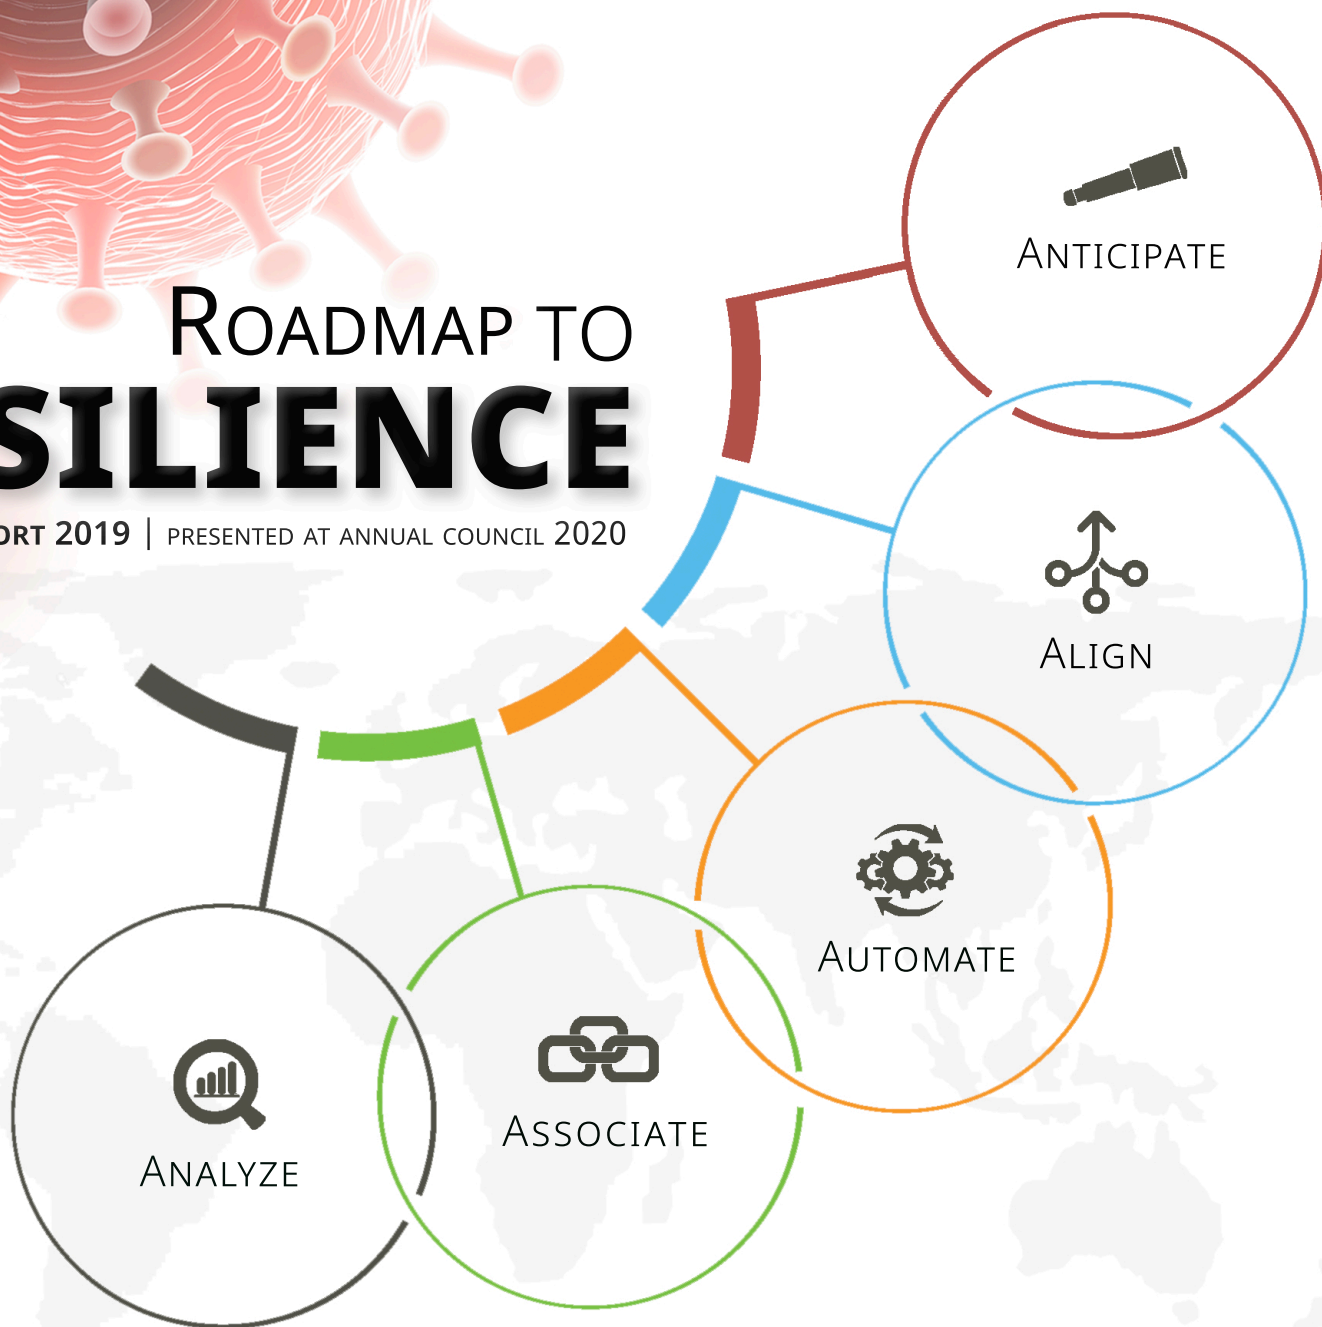 ROADMAP TO
SILIENCE
ORT 2019 | PRESENTED AT ANNUAL COUNCIL 2020
ANTICIPATE
ALIGN
AUTOMATE
ASSOCIATE
ANALYZE